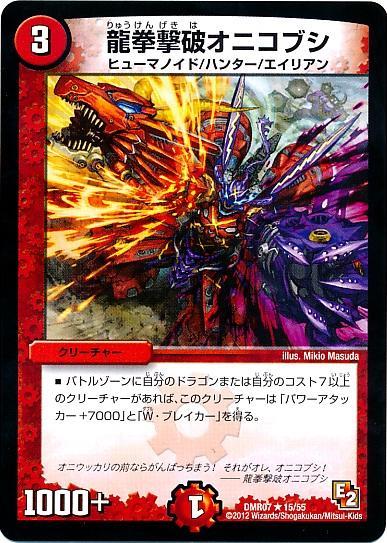 3
りゅうけんげき は
龍拳撃破オニコブシ
ヒューマノイド/ハンター/エイリアン
クリーチャー
illus. Mikio Masuda
■ バトルゾーンに自分のドラゴンまたは自分のコスト7以上
のクリーチャーがあれば、このクリーチャーは「パワーアタッ
カー+7000」と「W・ブレイカー」を得る。
オニウッカリの前ならがんばっちまう! それがオレ、オニコブシ!
—— 龍拳撃破オニコブシ
1000+
1
E2
DMR07 ★ 15/55
©2012 Wizards/Shogakukan/Mitsui-Kids